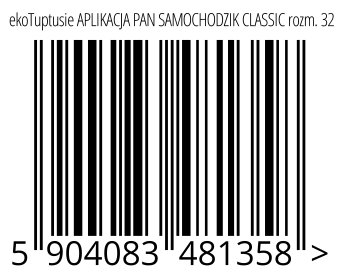 ekoTuptusie APLIKACJA PAN SAMOCHODZIK CLASSIC rozm. 32
5 904083 481358 >